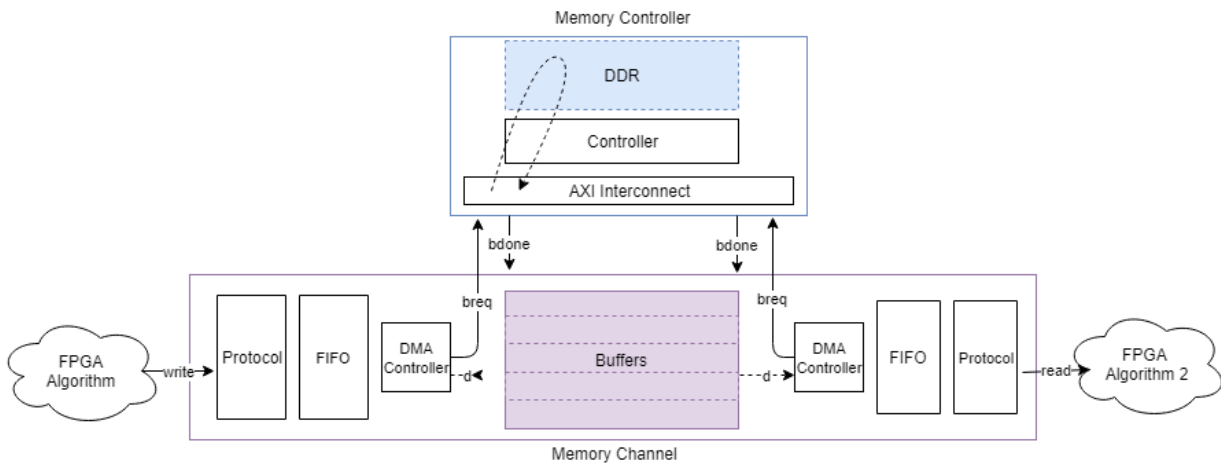 Memory Controller
DDR
Controller
AXI Interconnect
bdone
bdone
breq
breq
FPGA
Algorithm
write
Protocol
FIFO
DMA
Controller
d
Buffers
d
DMA
Controller
FIFO
Protocol
read
FPGA
Algorithm 2
Memory Channel